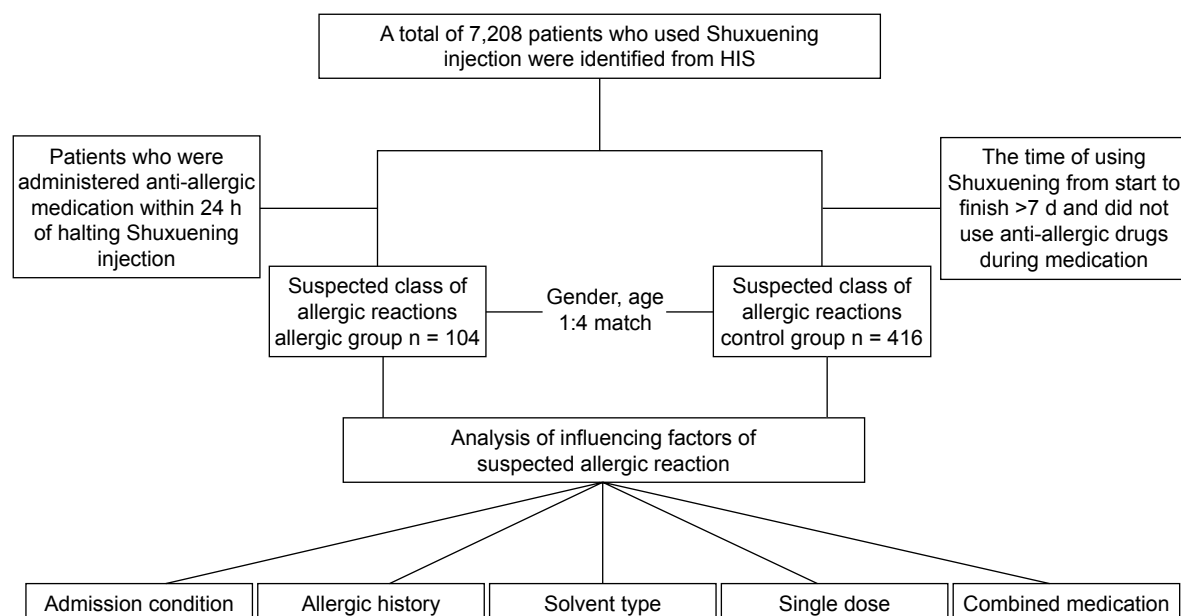 A total of 7,208 patients who used Shuxuening
injection were identified from HIS
Patients who were
administered anti-allergic
medication within 24 h
of halting Shuxuening
injection
The time of using
Shuxuening from start to
finish >7 d and did not
use anti-allergic drugs
during medication
Suspected class of
allergic reactions
allergic group n = 104
Gender, age
1:4 match
Suspected class of
allergic reactions
control group n = 416
Analysis of influencing factors of
suspected allergic reaction
Admission condition
Allergic history
Solvent type
Single dose
Combined medication